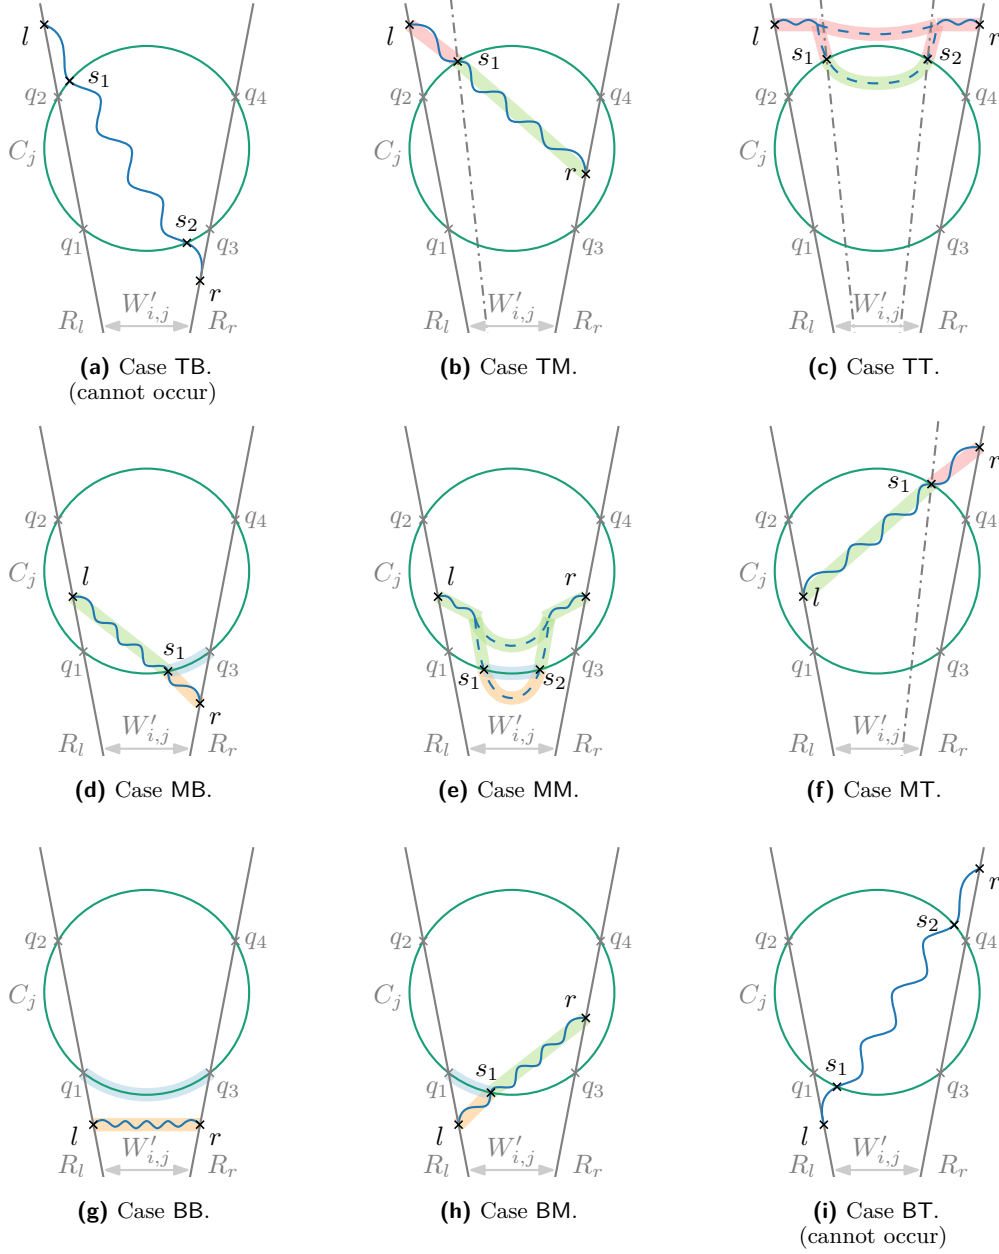 l
s1
q2
q4
Cj
s2
q1
q3
r
W′i,j
Rl
Rr
(a) Case TB.
(cannot occur)
l
s1
q2
q4
Cj
r
q1
q3
W′i,j
Rl
Rr
(b) Case TM.
l
r
s1
s2
q2
q4
Cj
q1
q3
W′i,j
Rl
Rr
(c) Case TT.
q2
q4
Cj
l
s1
q1
q3
r
W′i,j
Rl
Rr
(d) Case MB.
q2
q4
Cj
l
r
q1
q3
s1
s2
W′i,j
Rl
Rr
(e) Case MM.
r
s1
q2
q4
Cj
l
q1
q3
W′i,j
Rl
Rr
(f) Case MT.
q2
q4
Cj
q1
q3
l
r
W′i,j
Rl
Rr
(g) Case BB.
q2
q4
Cj
r
s1
q1
q3
l
W′i,j
Rl
Rr
(h) Case BM.
r
s2
q2
q4
Cj
s1
q1
q3
l
W′i,j
Rl
Rr
(i) Case BT.
(cannot occur)